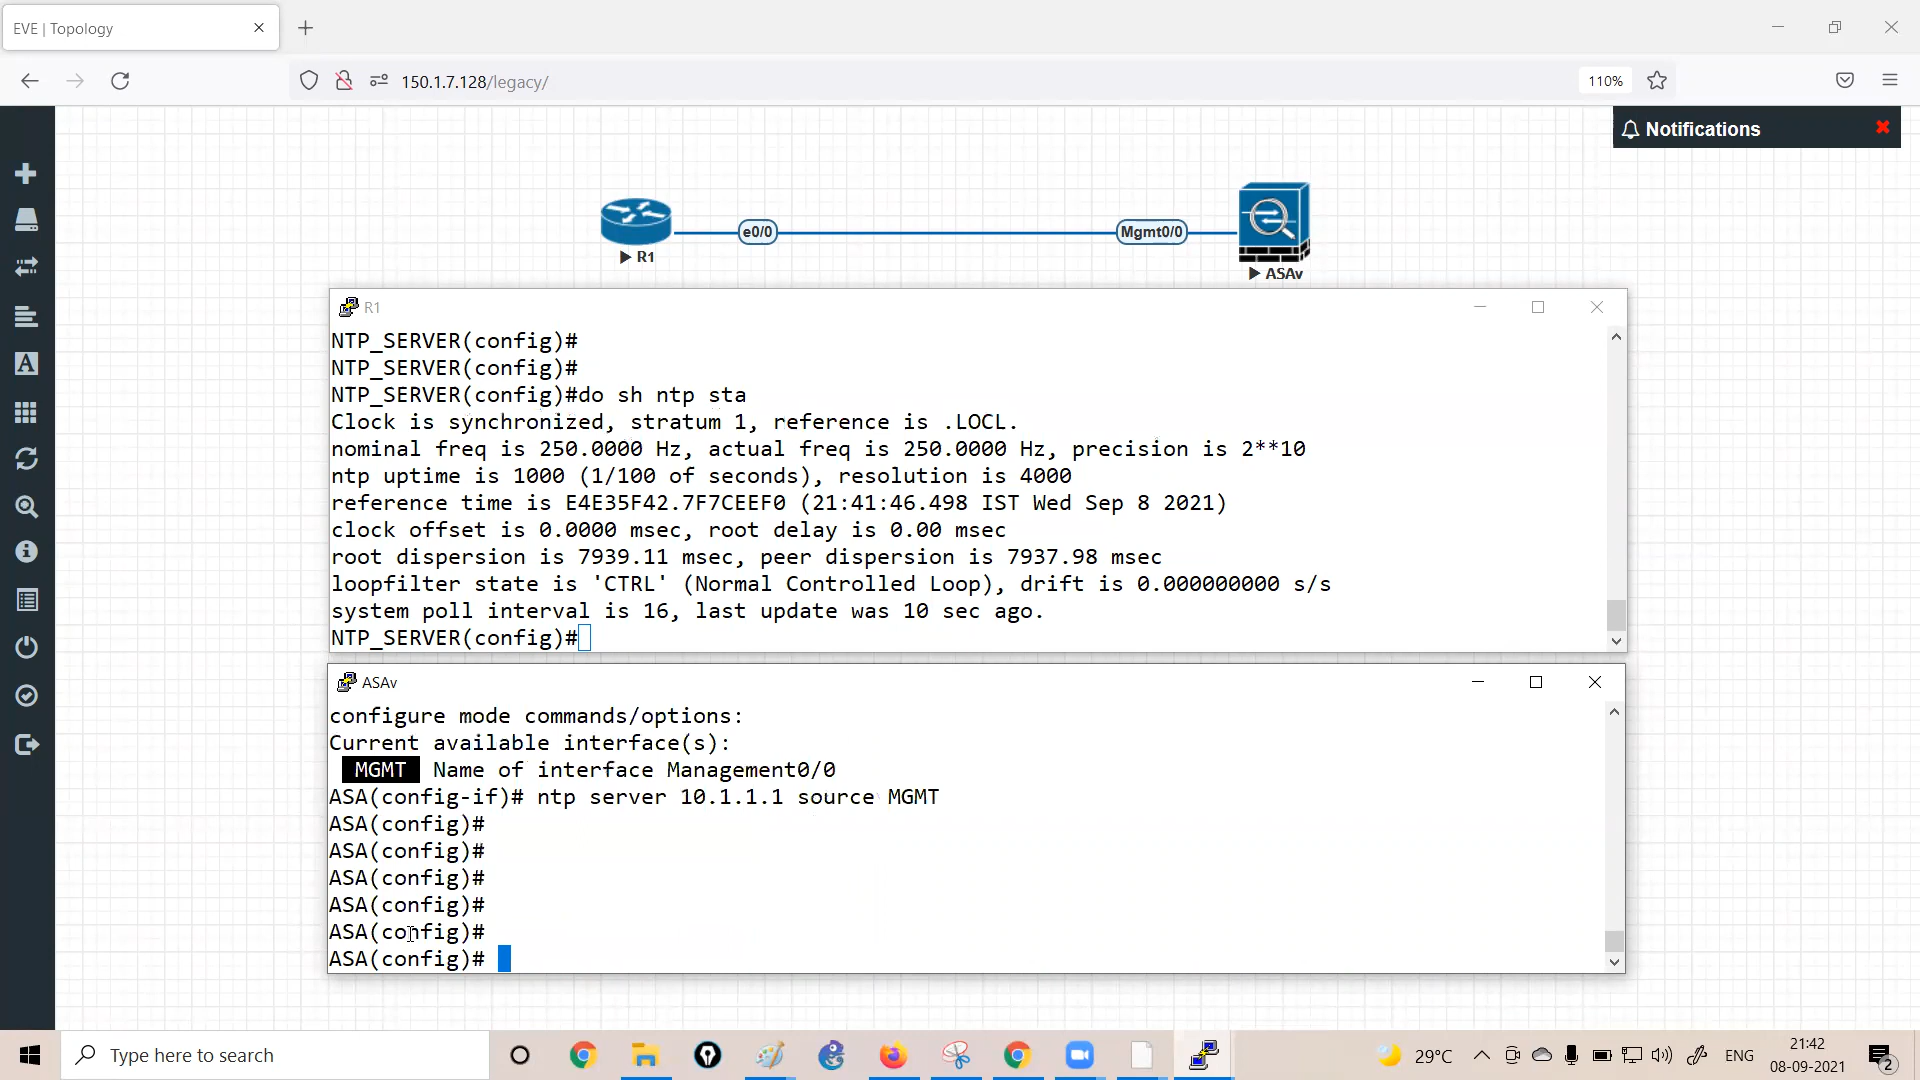 EVE | Topology
150.1.7.128/legacy/
110%
Notifications
e0/0
Mgmt0/0
R1
ASAv
R1
NTP_SERVER(config)#
NTP_SERVER(config)#
NTP_SERVER(config)#do sh ntp sta
Clock is synchronized, stratum 1, reference is .LOCL.
nominal freq is 250.0000 Hz, actual freq is 250.0000 Hz, precision is 2**10
ntp uptime is 1000 (1/100 of seconds), resolution is 4000
reference time is E4E35F42.7F7CEEF0 (21:41:46.498 IST Wed Sep 8 2021)
clock offset is 0.0000 msec, root delay is 0.00 msec
root dispersion is 7939.11 msec, peer dispersion is 7937.98 msec
loopfilter state is 'CTRL' (Normal Controlled Loop), drift is 0.000000000 s/s
system poll interval is 16, last update was 10 sec ago.
NTP_SERVER(config)#
ASAv
configure mode commands/options:
Current available interface(s):
MGMT Name of interface Management0/0
ASA(config-if)# ntp server 10.1.1.1 source MGMT
ASA(config)#
ASA(config)#
ASA(config)#
ASA(config)#
ASA(config)#
ASA(config)#
Type here to search
29°C
ENG
21:42
08-09-2021
2